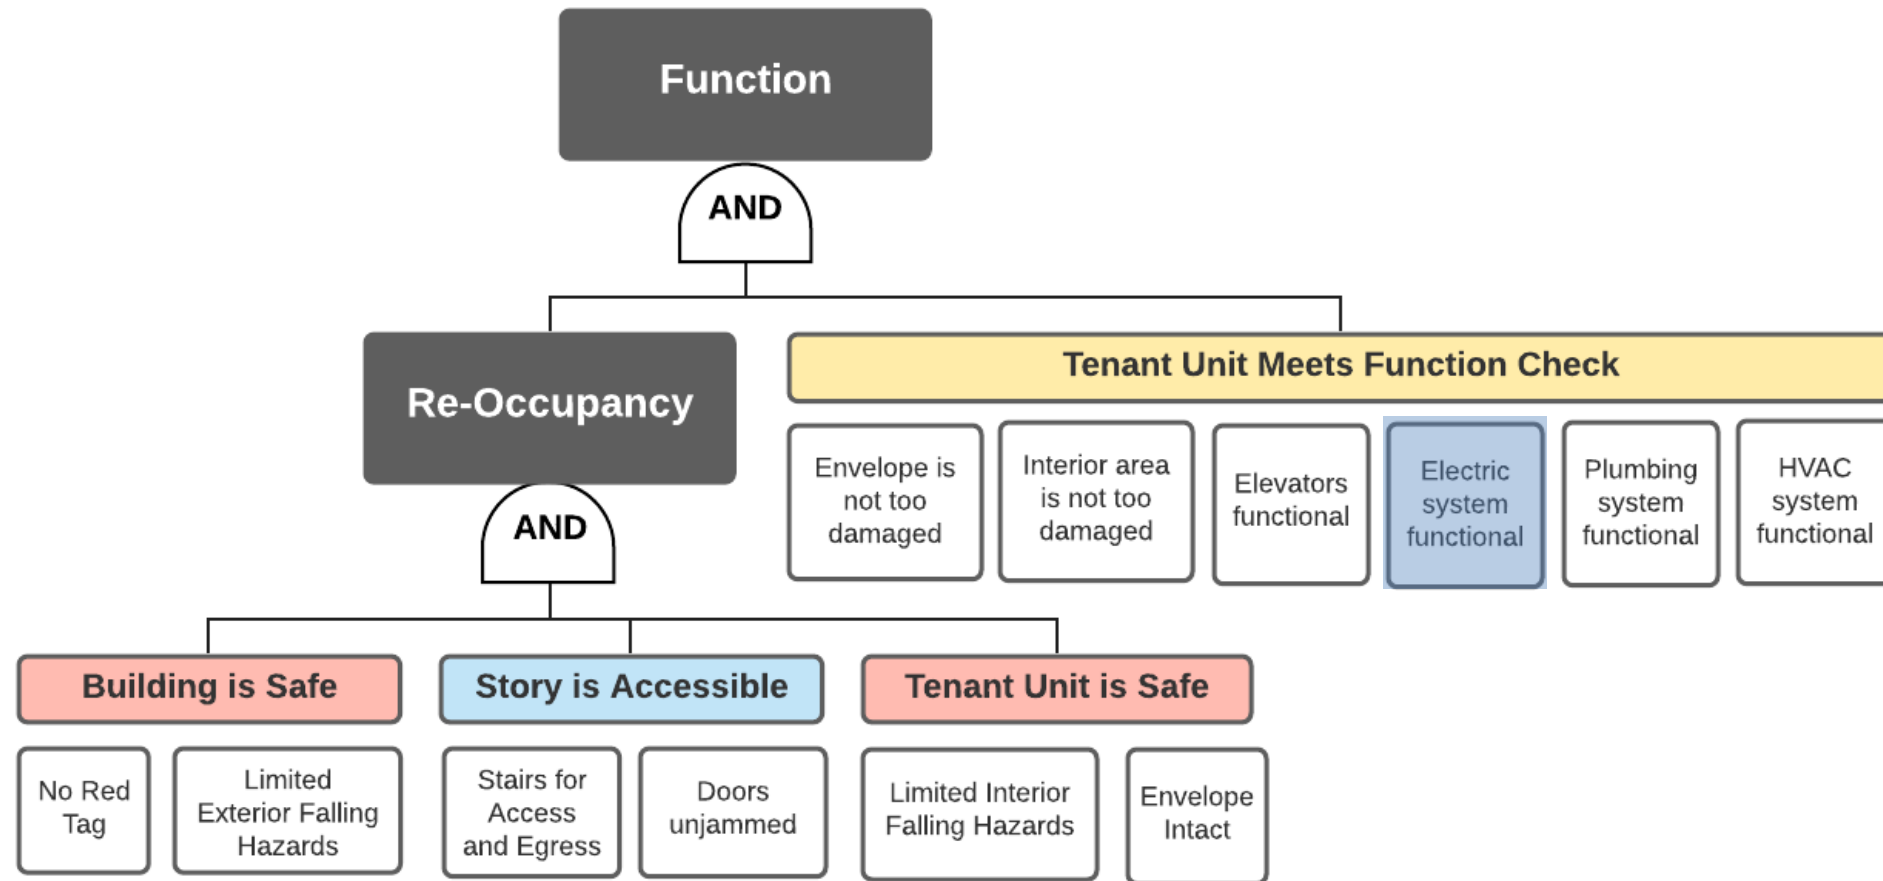 Function
AND
Re-Occupancy
Tenant Unit Meets Function Check
Envelope is
not too
damaged
Interior area
is not too
damaged
Elevators
functional
Electric
system
functional
Plumbing
system
functional
HVAC
system
functional
AND
Building is Safe
Story is Accessible
Tenant Unit is Safe
No Red
Tag
Limited
Exterior Falling
Hazards
Stairs for
Access
and Egress
Doors
unjammed
Limited Interior
Falling Hazards
Envelope
Intact